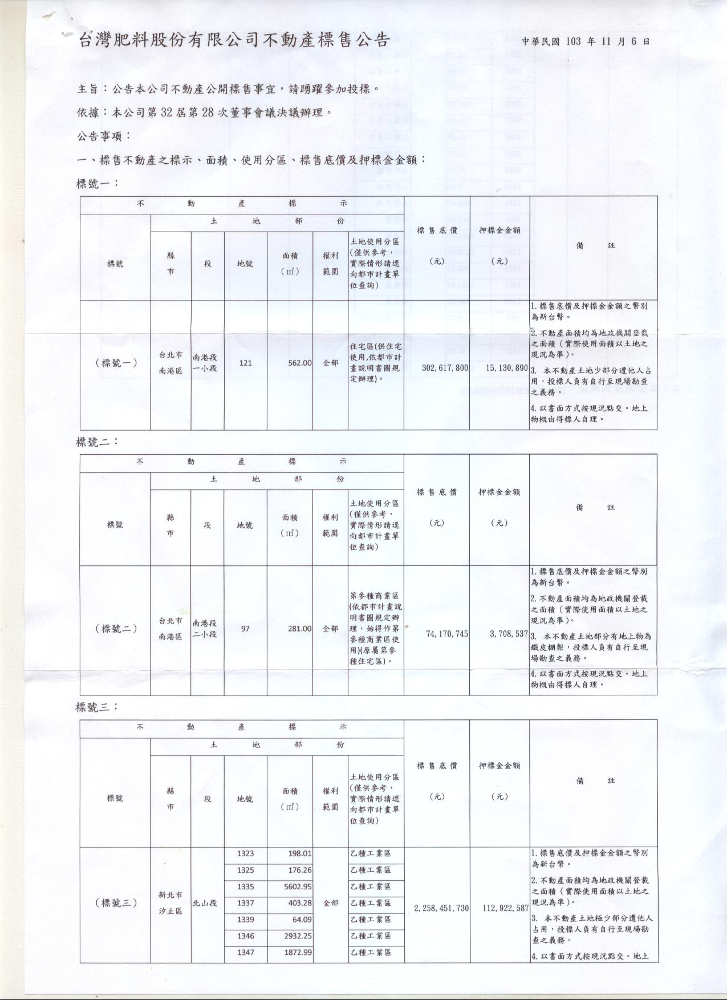 台灣肥料股份有限公司不動產標售公告
中華民國 103 年 11 月 6 日
主旨：公告本公司不動產公開標售事宜，請踴躍參加投標。
依據：本公司第 32 屆第 28 次董事會議決議辦理。
公告事項：
一、標售不動產之標示、面積、使用分區、標售底價及押標金金額：
標號一：
不 動 產 標 示
標售底價
(元)
押標金金額
(元)
備 註
標號
土 地 部 份
縣
市
段
地號
面積
(㎡)
權利
範圍
土地使用分區
(僅供參考，
實際情形請逕
向都市計畫單
位查詢)
(標號一)
台北市
南港區
南港段
一小段
121
562.00
全部
住宅區(供住宅
使用,依都市計
畫說明書圖規
定辦理)。
302,617,800
15,130,890
1.標售底價及押標金金額之幣別
為新台幣。
2.不動產面積均為地政機關登載
之面積(實際使用面積以土地之
現況為準)。
3. 本不動產土地少部分遭他人占
用，投標人負有自行至現場勘查
之義務。
4.以書面方式按現況點交。地上
物概由得標人自理。
標號二：
不 動 產 標 示
標售底價
(元)
押標金金額
(元)
備 註
標號
土 地 部 份
縣
市
段
地號
面積
(㎡)
權利
範圍
土地使用分區
(僅供參考，
實際情形請逕
向都市計畫單
位查詢)
(標號二)
台北市
南港區
南港段
二小段
97
281.00
全部
第參種商業區
(依都市計畫說
明書圖規定辦
理，始得作第
參種商業區使
用)(原屬第參
種住宅區)。
74,170,745
3,708,537
1.標售底價及押標金金額之幣別
為新台幣。
2.不動產面積均為地政機關登載
之面積(實際使用面積以土地之
現況為準)。
3. 本不動產土地部分有地上物為
鐵皮棚架，投標人負有自行至現
場勘查之義務。
4.以書面方式按現況點交。地上
物概由得標人自理。
標號三：
不 動 產 標 示
標售底價
(元)
押標金金額
(元)
備 註
標號
土 地 部 份
縣
市
段
地號
面積
(㎡)
權利
範圍
土地使用分區
(僅供參考，
實際情形請逕
向都市計畫單
位查詢)
(標號三)
新北市
汐止區
北山段
1323 198.01 乙種工業區
1325 176.26 乙種工業區
1335 5602.95 乙種工業區
1337 403.28 乙種工業區
1339 64.09 乙種工業區
1346 2932.25 乙種工業區
1347 1872.99 乙種工業區
全部
2,258,451,730
112,922,587
1.標售底價及押標金金額之幣別
為新台幣。
2.不動產面積均為地政機關登載
之面積(實際使用面積以土地之
現況為準)。
3. 本不動產土地極少部分遭他人
占用，投標人負有自行至現場勘
查之義務。
4.以書面方式按現況點交。地上